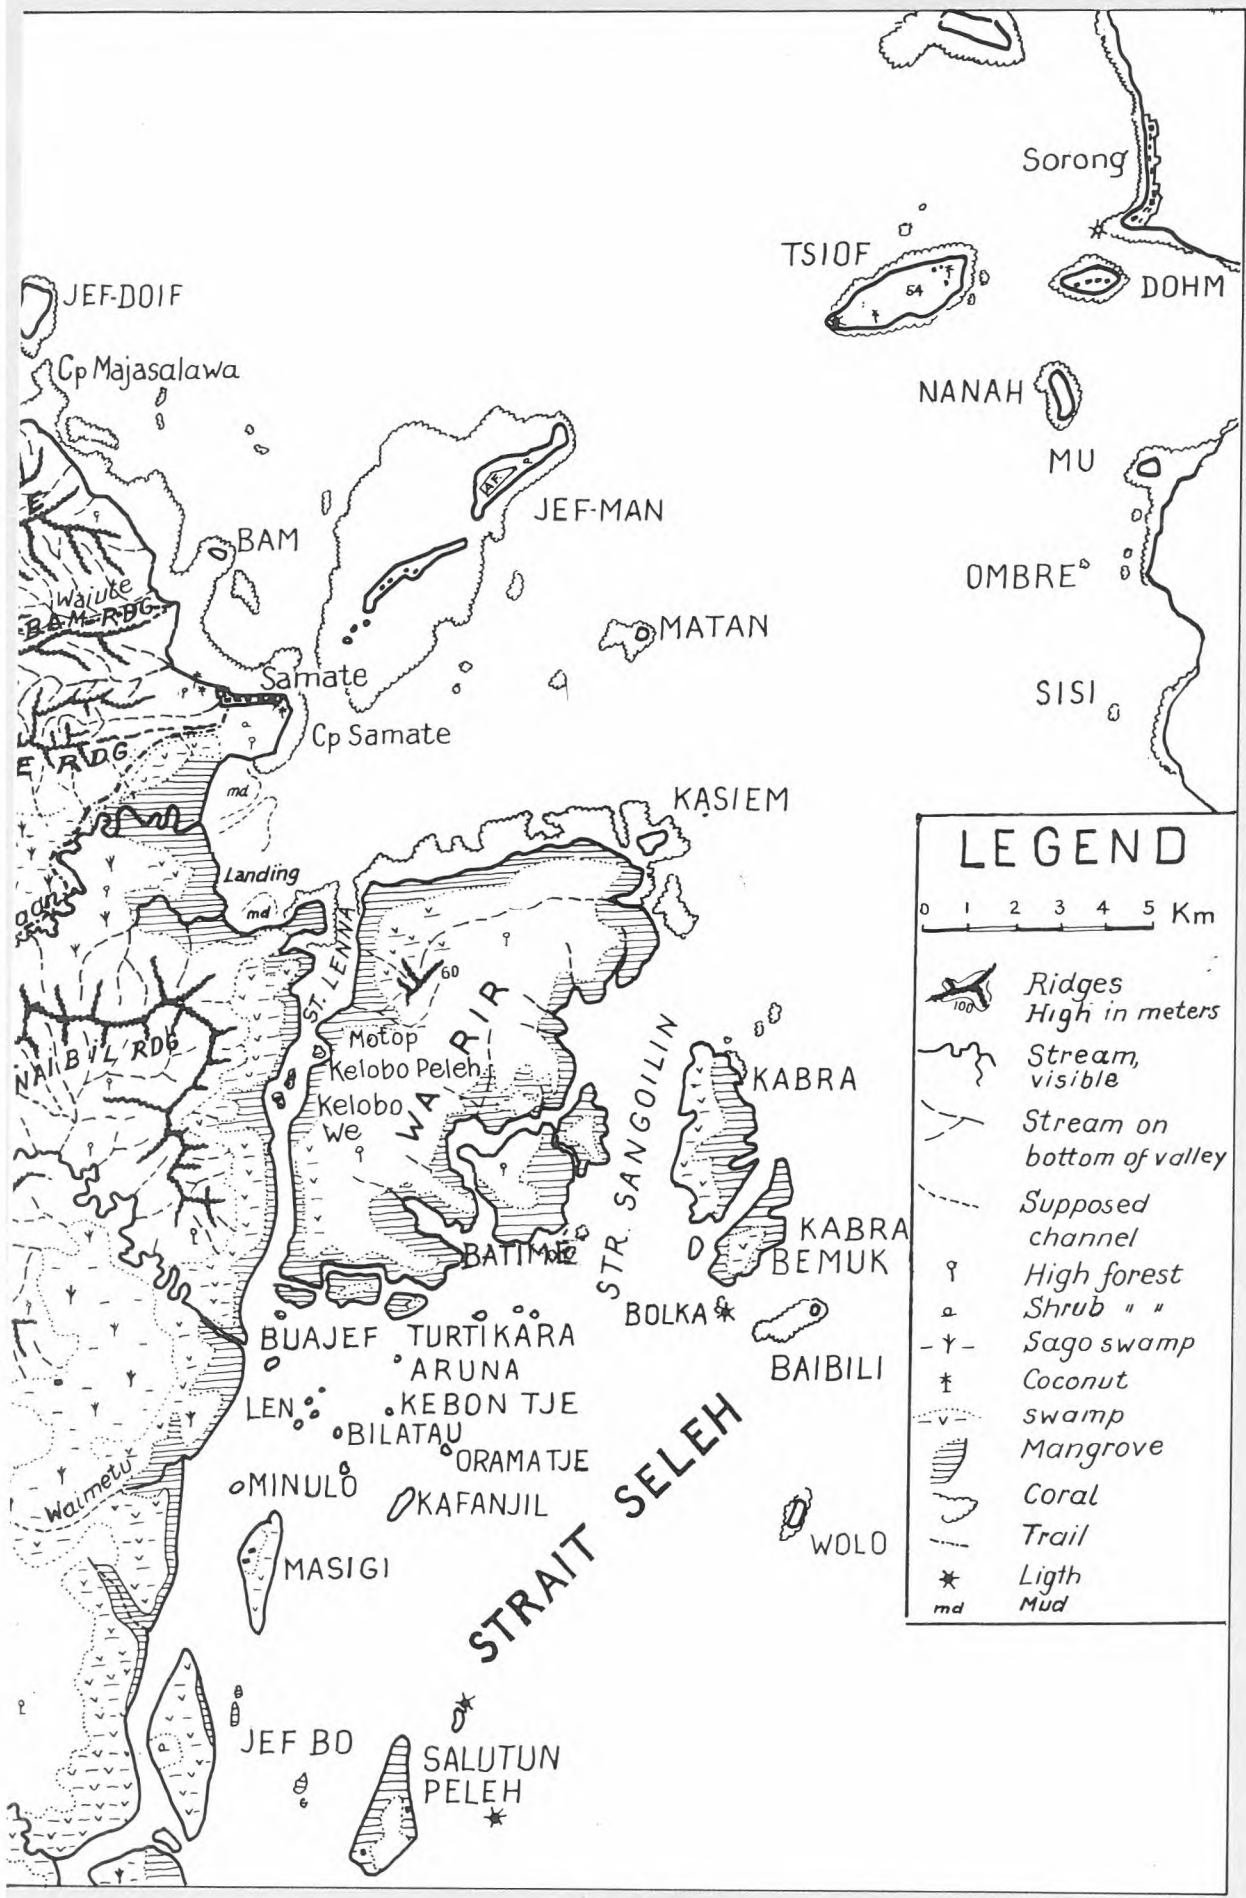 Sorong
TSIOF
54
DOHM
JEF-DOIF
Cp Majasalawa
NANAH
MU
A.F.
JEF-MAN
E
BAM
OMBRE
Waiute
BAM RDG
MATAN
Samate
SISI
Cp Samate
E RDG
md
KASIEM
Landing
md
aan
ST. LENNA
60
WARIR
NAIBIL RDG
Motop
Kelobo Peleh
Kelobo
We
STR. SANGOILIN
KABRA
KABRA
BEMUK
BATIME
BOLKA
BUAJEF
TURTIKARA
BAIBILI
ARUNA
LEN
KEBON TJE
BILATAU
ORAMATJE
MINULO
KAFANJIL
Waimetu
STRAIT SELEH
WOLO
MASIGI
JEF BO
SALUTUN
PELEH
LEGEND
0 1 2 3 4 5 Km
100
Ridges
High in meters
Stream,
visible
Stream on
bottom of valley
Supposed
channel
High forest
Shrub " "
Sago swamp
Coconut
swamp
Mangrove
Coral
Trail
Ligth
md Mud